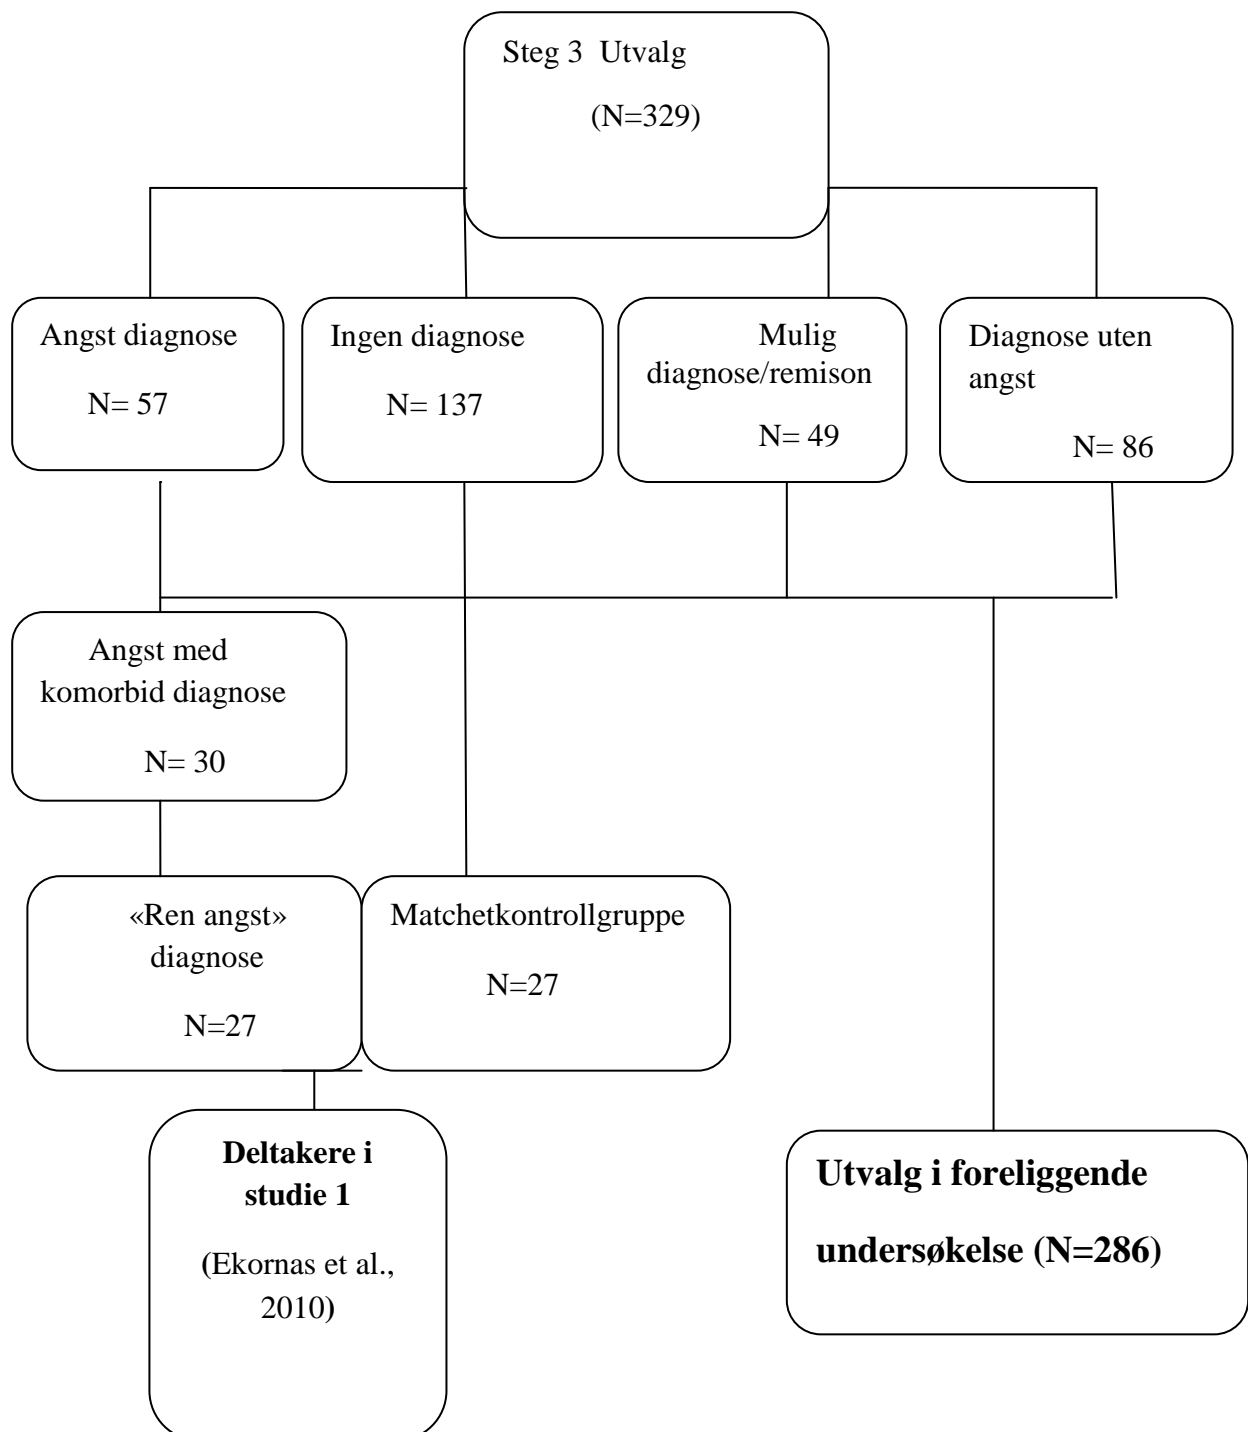 Steg 3  Utvalg
(N=329)
Angst diagnose
N= 57
Ingen diagnose
N= 137
Mulig
diagnose/remison
N= 49
Diagnose uten
angst
N= 86
Angst med
komorbid diagnose
N= 30
«Ren angst»
diagnose
N=27
Matchetkontrollgruppe
N=27
Deltakere i
studie 1
(Ekornas et al.,
2010)
Utvalg i foreliggende
undersøkelse (N=286)